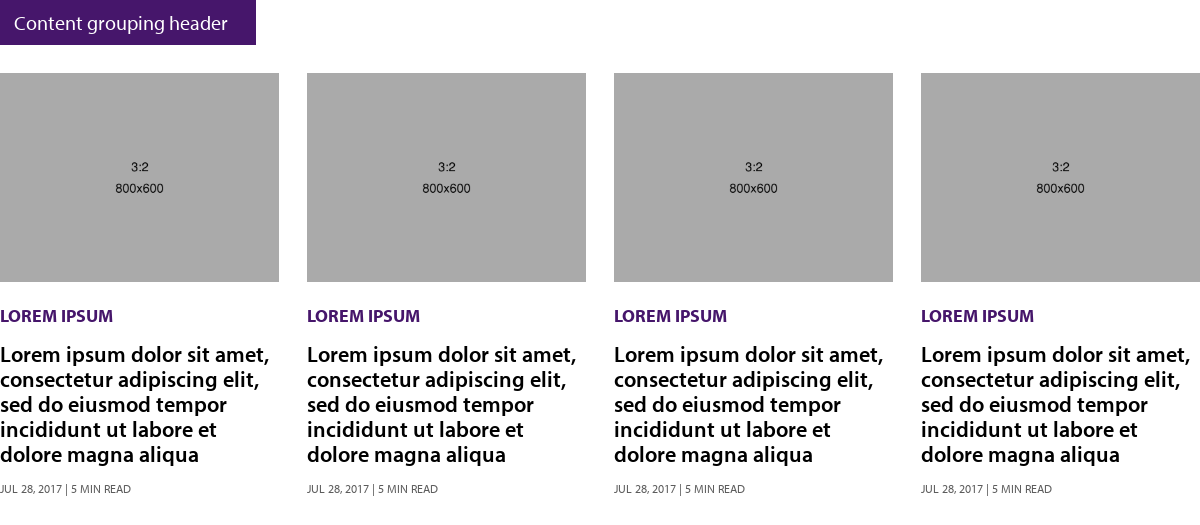 Content grouping header
3:2
800x600
3:2
800x600
3:2
800x600
3:2
800x600
LOREM IPSUM
Lorem ipsum dolor sit amet,
consectetur adipiscing elit,
sed do eiusmod tempor
incididunt ut labore et
dolore magna aliqua
JUL 28, 2017 | 5 MIN READ
LOREM IPSUM
Lorem ipsum dolor sit amet,
consectetur adipiscing elit,
sed do eiusmod tempor
incididunt ut labore et
dolore magna aliqua
JUL 28, 2017 | 5 MIN READ
LOREM IPSUM
Lorem ipsum dolor sit amet,
consectetur adipiscing elit,
sed do eiusmod tempor
incididunt ut labore et
dolore magna aliqua
JUL 28, 2017 | 5 MIN READ
LOREM IPSUM
Lorem ipsum dolor sit amet,
consectetur adipiscing elit,
sed do eiusmod tempor
incididunt ut labore et
dolore magna aliqua
JUL 28, 2017 | 5 MIN READ